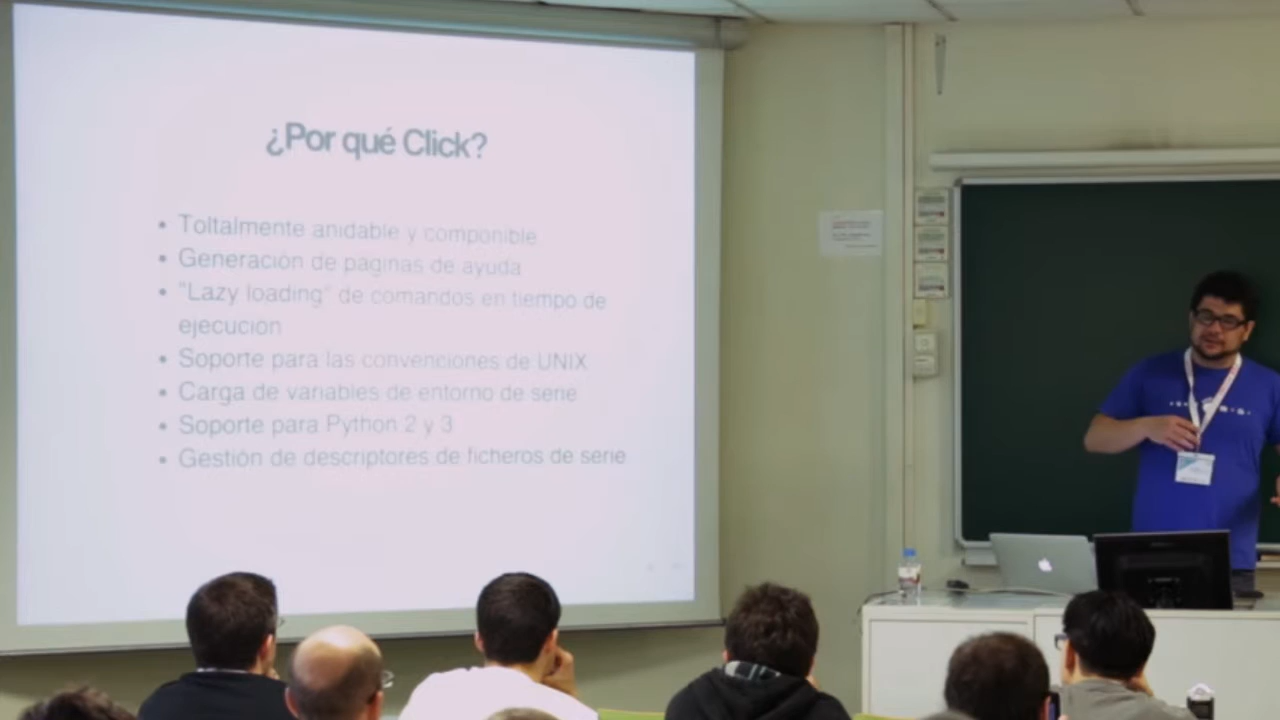 ¿Por qué Click?
• Toltalmente anidable y componible
• Generación de paginas de ayuda
• "Lazy loading" de comandos en tiempo de
ejecución
• Soporte para las convenciones de UNIX
• Carga de variables de entorno de serie
• Soporte para Python 2 y 3
• Gestión de descriptores de ficheros de serie